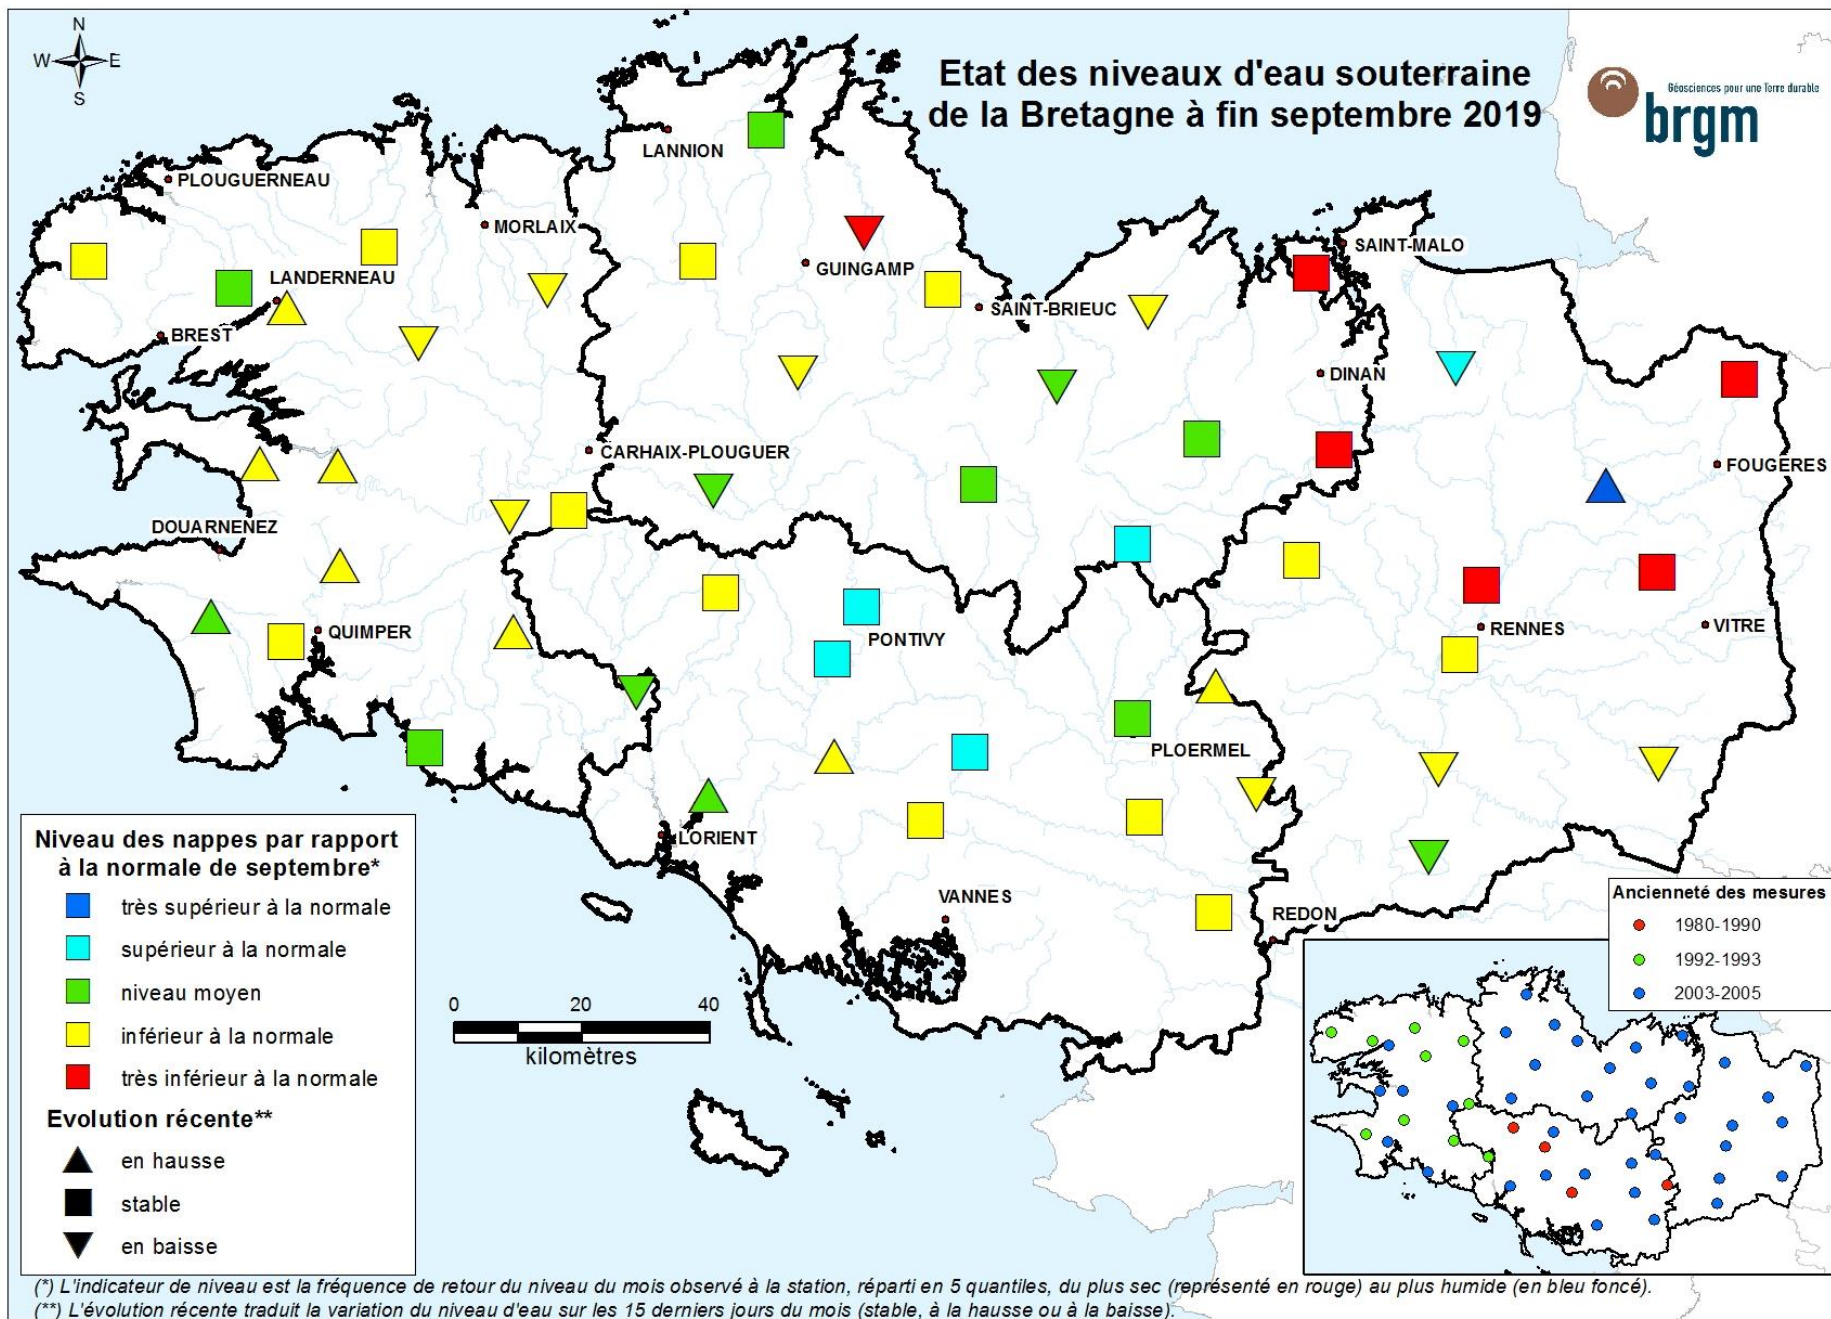 N
W
E
S
Etat des niveaux d'eau souterraine
de la Bretagne à fin septembre 2019
Géosciences pour une Terre durable
brgm
LANNION
PLOUGUERNEAU
MORLAIX
SAINT-MALO
GUINGAMP
LANDERNEAU
SAINT-BRIEUC
BREST
DINAN
CARHAIX-PLOUGUER
FOUGERES
DOUARNENEZ
QUIMPER
PONTIVY
RENNES
VITRE
PLOERMEL
LORIENT
VANNES
REDON
Niveau des nappes par rapport
à la normale de septembre*
très supérieur à la normale
supérieur à la normale
niveau moyen
inférieur à la normale
très inférieur à la normale
Evolution récente**
en hausse
stable
en baisse
0 20 40
kilomètres
Ancienneté des mesures
1980-1990
1992-1993
2003-2005
(*) L'indicateur de niveau est la fréquence de retour du niveau du mois observé à la station, réparti en 5 quantiles, du plus sec (représenté en rouge) au plus humide (en bleu foncé).
(**) L'évolution récente traduit la variation du niveau d'eau sur les 15 derniers jours du mois (stable, à la hausse ou à la baisse).